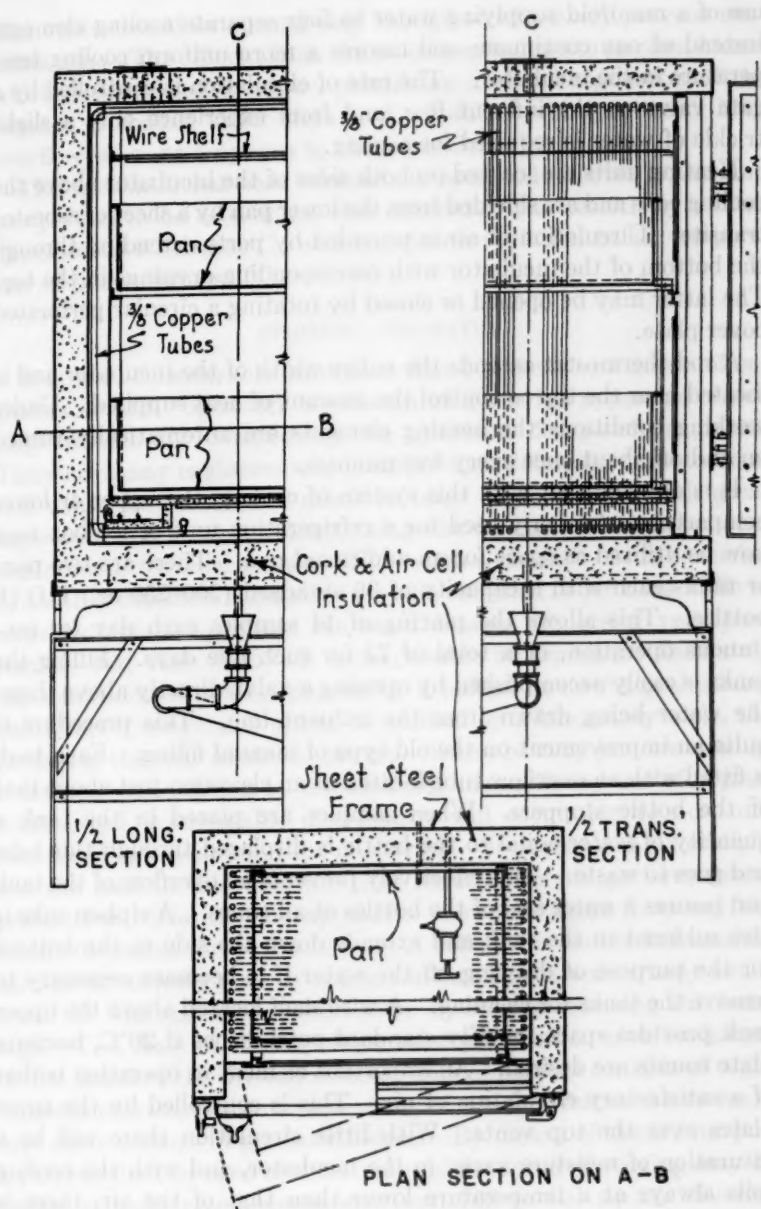 C
C
Wire Shelf
3/8 Copper
Tubes
Pan
3/8 Copper
Tubes
A
B
Pan
Cork & Air Cell
Insulation
Sheet Steel
Frame
1/2 LONG.
SECTION
1/2 TRANS.
SECTION
Pan
PLAN SECTION ON A-B